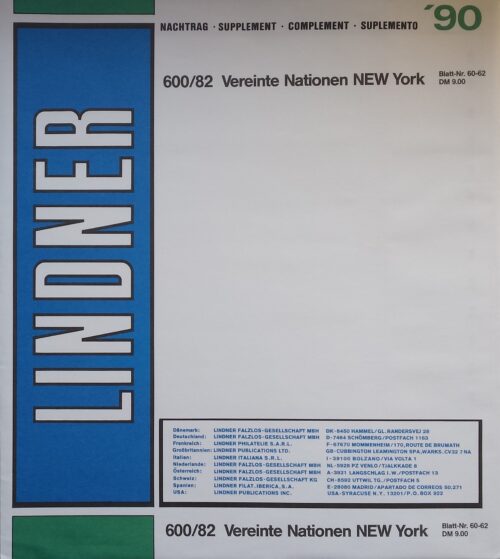 LINDNER
NACHTRAG · SUPPLEMENT · COMPLEMENT · SUPLEMENTO '90
600/82 Vereinte Nationen NEW York Blatt-Nr. 60-62
DM 9.00
Dänemark: LINDNER FALZLOS-GESELLSCHAFT MBH DK-8450 HAMMEL/GL. RANDERSVEJ 28
Deutschland: LINDNER FALZLOS-GESELLSCHAFT MBH D-7464 SCHÖMBERG/POSTFACH 1163
Frankreich: LINDNER PHILATELIE S.A.R.L. F-67670 MOMMENHEIM/170, ROUTE DE BRUMATH
Großbritannien: LINDNER PUBLICATIONS LTD. GB-CUBBINGTON LEAMINGTON SPA, WARKS. CV32 7NA
Italien: LINDNER ITALIANA S.R.L. I-39100 BOLZANO/VIA VOLTA 1
Niederlande: LINDNER FALZLOS-GESELLSCHAFT MBH NL-5928 PZ VENLO/TJALKKADE 6
Österreich: LINDNER FALZLOS-GESELLSCHAFT MBH A-3921 LANGSCHLAG I.W./POSTFACH 13
Schweiz: LINDNER FALZLOS-GESELLSCHAFT KG CH-8592 UTTWIL TG./POSTFACH 5
Spanien: LINDNER FILAT. IBERICA, S.A. E-28080 MADRID/APARTADO DE CORREOS 50.271
USA: LINDNER PUBLICATIONS INC. USA-SYRACUSE N.Y. 13201/P.O. BOX 922
600/82 Vereinte Nationen NEW York Blatt-Nr. 60-62
DM 9.00